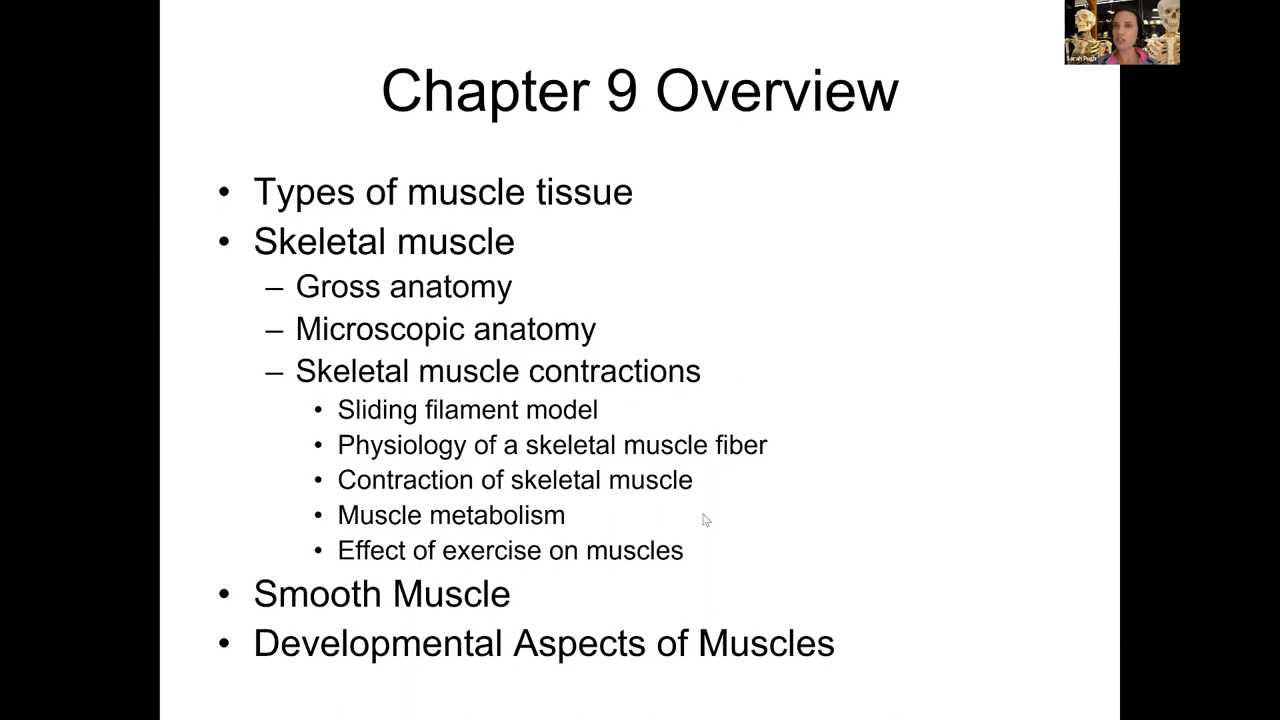 Sarah Pugh
Chapter 9 Overview
• Types of muscle tissue
• Skeletal muscle
– Gross anatomy
– Microscopic anatomy
– Skeletal muscle contractions
• Sliding filament model
• Physiology of a skeletal muscle fiber
• Contraction of skeletal muscle
• Muscle metabolism
• Effect of exercise on muscles
• Smooth Muscle
• Developmental Aspects of Muscles